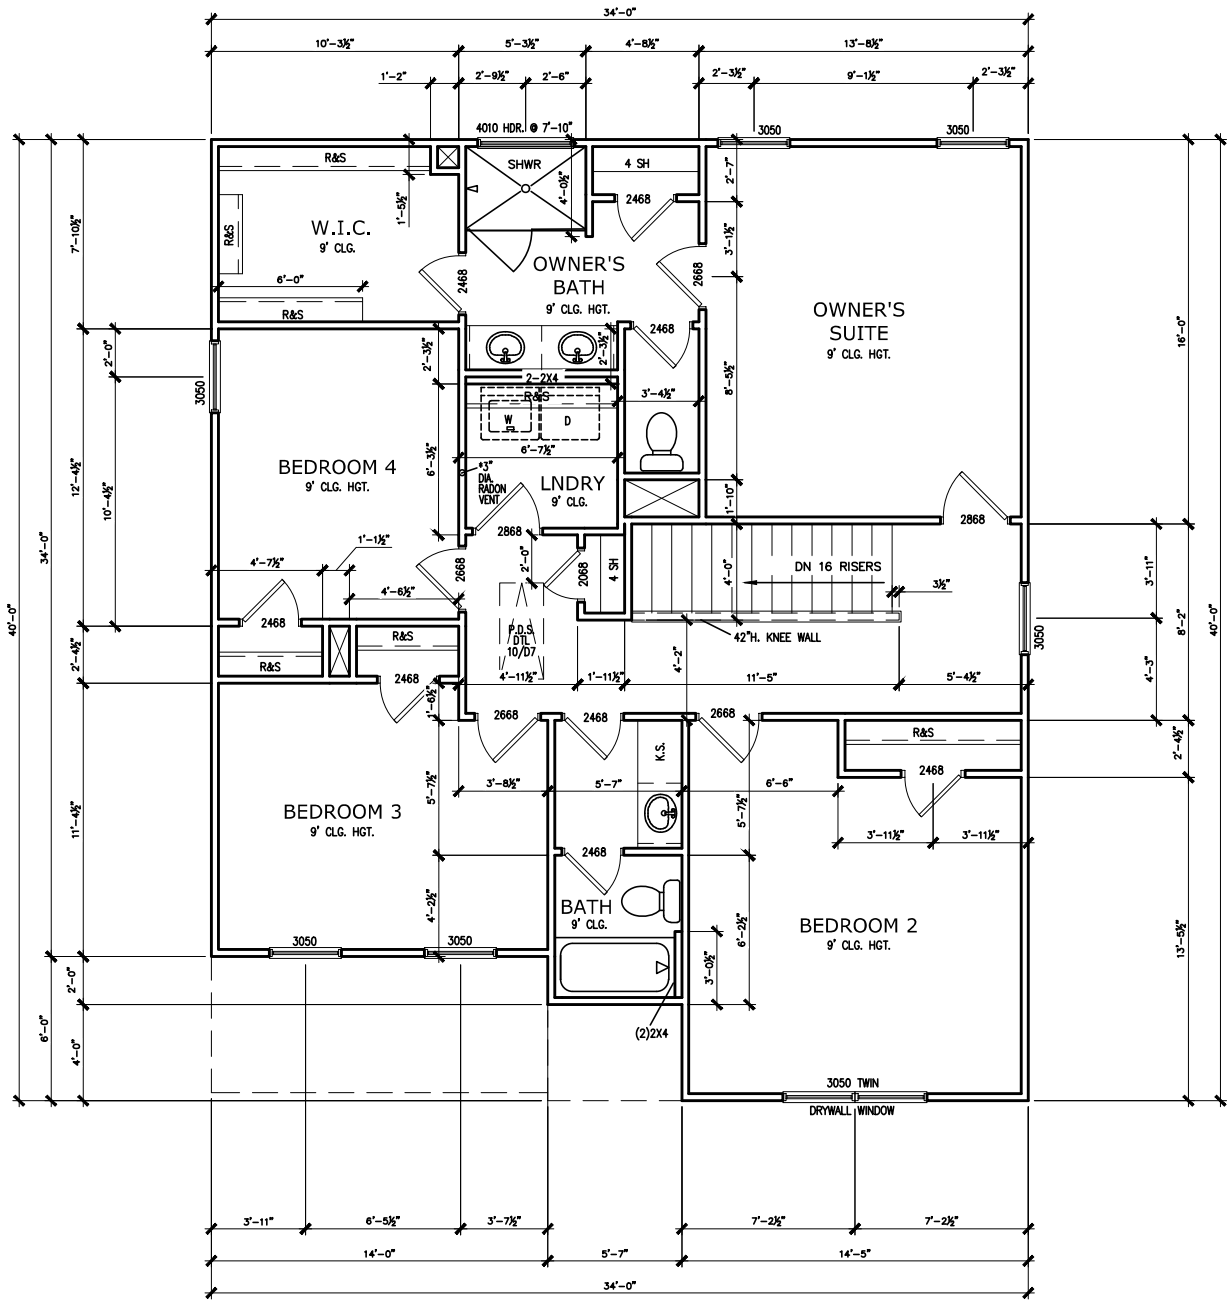 34'-0"
10'-3½"
5'-3½"
4'-8½"
13'-8½"
1'-2"
2'-9½"
2'-6"
2'-3½"
9'-1½"
2'-3½"
4010 HDR. @ 7'-10"
3050
3050
R&S
SHWR
4 SH
2'-7"
4'-0½"
1'-5½"
2468
7'-10½"
W.I.C.
9' CLG.
R&S
3'-1½"
OWNER'S
BATH
9' CLG. HGT.
2468
2668
6'-0"
R&S
OWNER'S
SUITE
9' CLG. HGT.
16'-0"
2468
2'-0"
2'-3½"
2'-3½"
8'-5½"
3050
2-2X4
R&S
3'-4½"
W
D
6'-7½"
BEDROOM 4
9' CLG. HGT.
6'-3½"
12'-4½"
10'-4½"
ø3"
DIA.
RADON
VENT
LNDRY
9' CLG.
1'-10"
2868
2868
34'-0"
40'-0"
40'-0"
1'-1½"
4'-7½"
2668
2'-0"
2068
4 SH
4'-0"
DN 16 RISERS
3½"
3'-11"
8'-2"
4'-6½"
2468
R&S
R&S
P.D.S.
DTL
10/D7
42"H. KNEE WALL
3050
2'-4½"
4'-2"
4'-3"
2468
4'-11½"
1'-11½"
11'-5"
5'-4½"
1'-6½"
2668
2468
2668
R&S
2'-4½"
K.S.
2468
3'-8½"
5'-7"
6'-6"
5'-7½"
5'-7½"
BEDROOM 3
9' CLG. HGT.
11'-4½"
3'-11½"
3'-11½"
2468
4'-2½"
BATH
9' CLG.
BEDROOM 2
9' CLG. HGT.
6'-2½"
13'-5½"
3050
3050
3'-0½"
2'-0"
6'-0"
4'-0"
(2)2X4
3050 TWIN
DRYWALL WINDOW
3'-11"
6'-5½"
3'-7½"
7'-2½"
7'-2½"
14'-0"
5'-7"
14'-5"
34'-0"